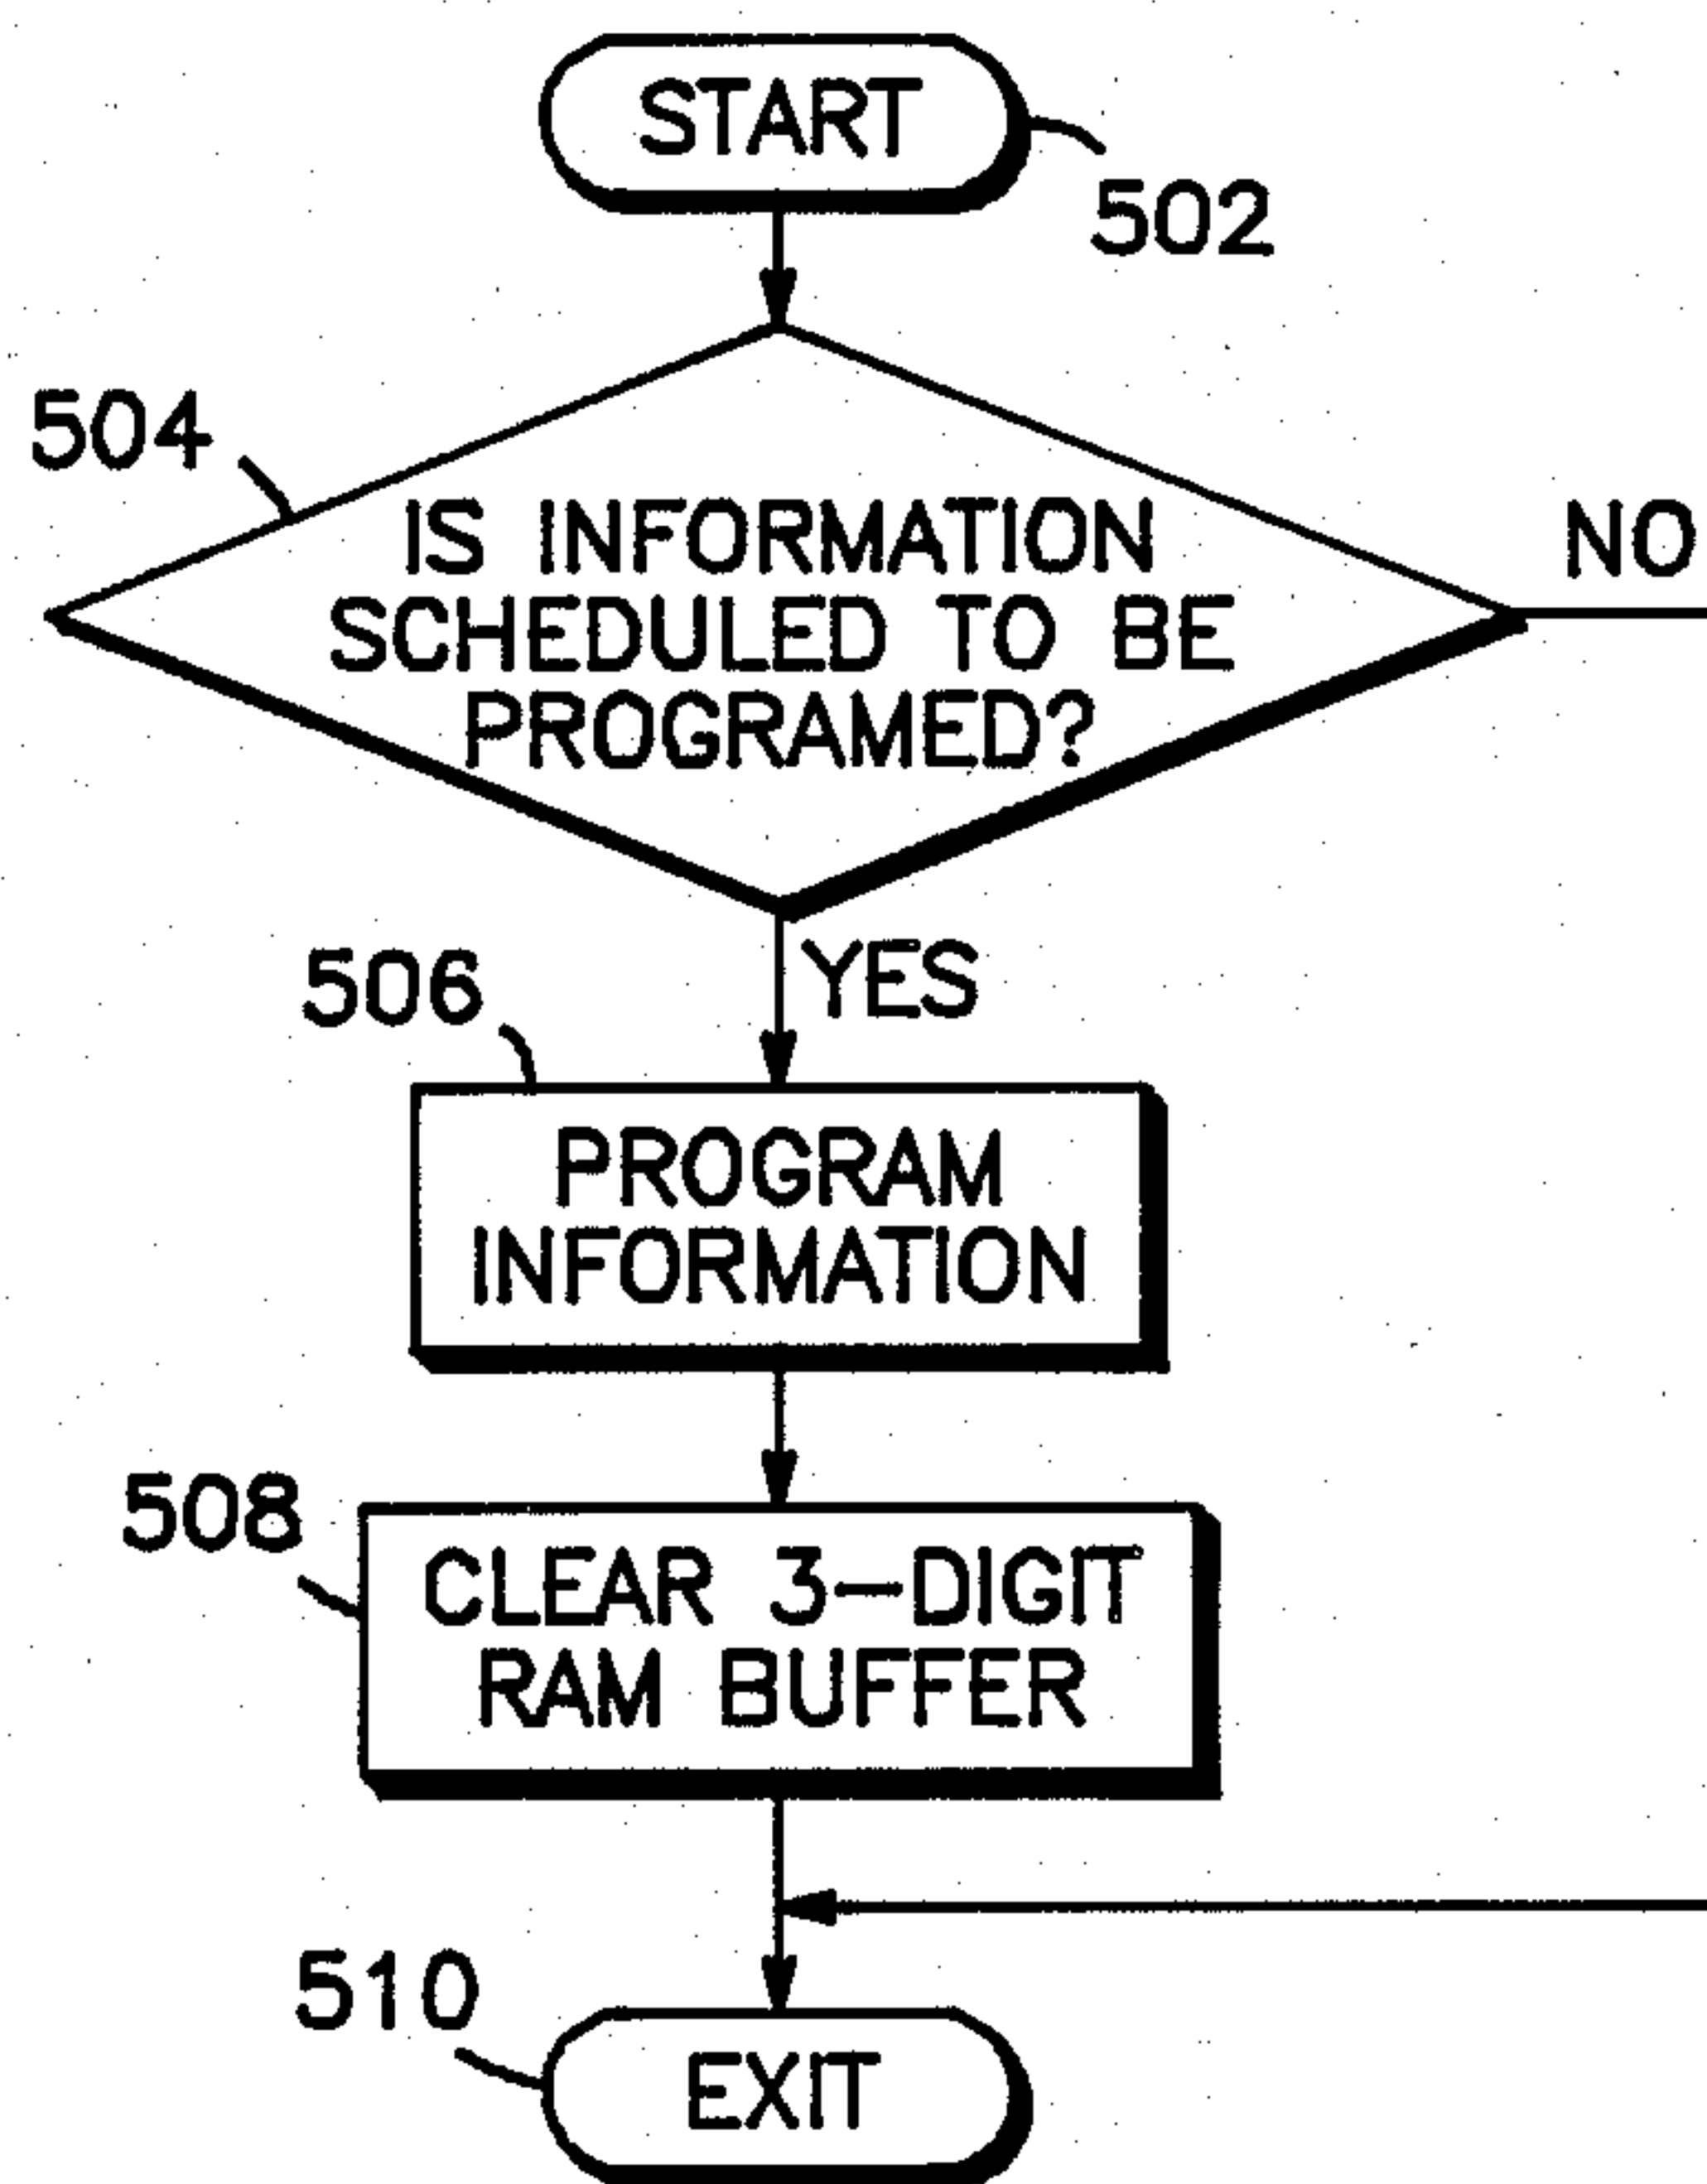 START
502
504
IS INFORMATION
SCHEDULED TO BE
PROGRAMED?
NO
506
YES
PROGRAM
INFORMATION
508
CLEAR 3-DIGIT
RAM BUFFER
510
EXIT